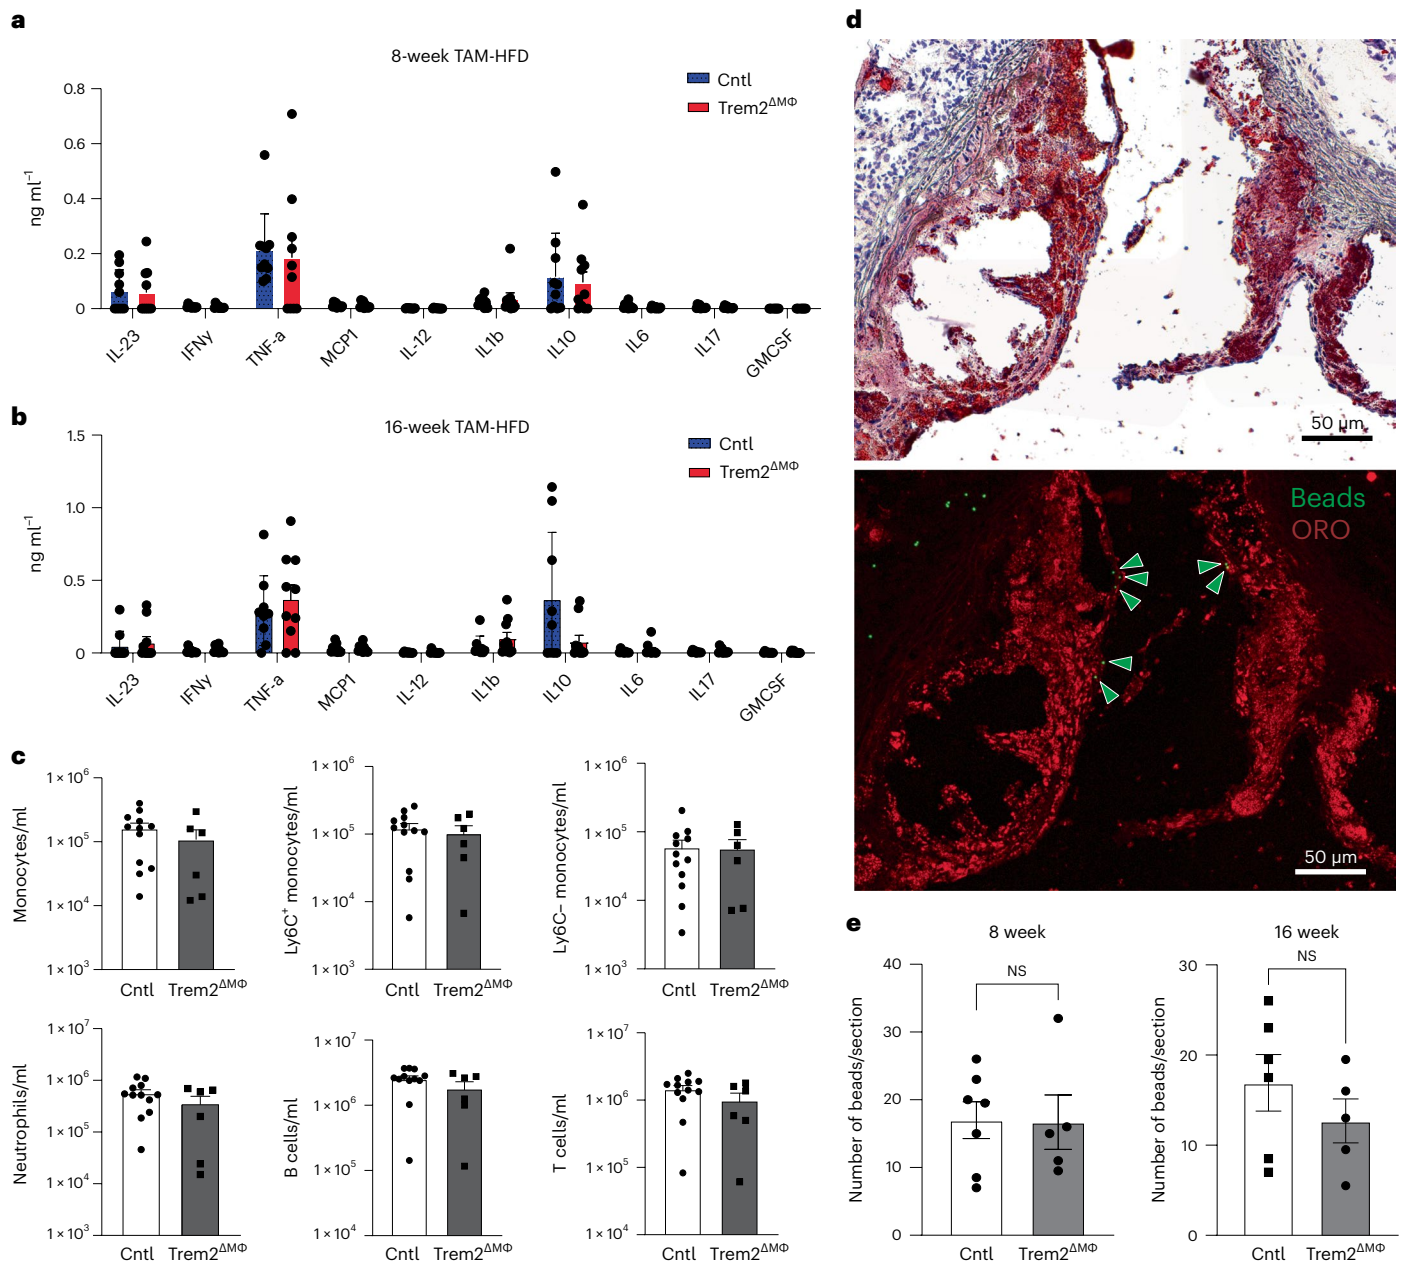 a
8-week TAM-HFD
Cntl
Trem2ΔMΦ
ng ml−1
0.8
0.6
0.4
0.2
0
IL-23
IFNγ
TNF-a
MCP1
IL-12
IL1b
IL10
IL6
IL17
GMCSF
b
16-week TAM-HFD
Cntl
Trem2ΔMΦ
ng ml−1
1.5
1.0
0.5
0
IL-23
IFNγ
TNF-a
MCP1
IL-12
IL1b
IL10
IL6
IL17
GMCSF
c
Monocytes/ml
1 × 10⁶
1 × 10⁵
1 × 10⁴
1 × 10³
Cntl Trem2ΔMΦ
Ly6C⁺ monocytes/ml
1 × 10⁶
1 × 10⁵
1 × 10⁴
1 × 10³
Cntl Trem2ΔMΦ
Ly6C− monocytes/ml
1 × 10⁶
1 × 10⁵
1 × 10⁴
1 × 10³
Cntl Trem2ΔMΦ
Neutrophils/ml
1 × 10⁷
1 × 10⁶
1 × 10⁵
1 × 10⁴
1 × 10³
Cntl Trem2ΔMΦ
B cells/ml
1 × 10⁷
1 × 10⁶
1 × 10⁵
1 × 10⁴
Cntl Trem2ΔMΦ
T cells/ml
1 × 10⁷
1 × 10⁶
1 × 10⁵
1 × 10⁴
Cntl Trem2ΔMΦ
d
50 µm
Beads
ORO
50 µm
e
8 week
NS
Number of beads/section
40
30
20
10
0
Cntl Trem2ΔMΦ
16 week
NS
Number of beads/section
30
20
10
0
Cntl Trem2ΔMΦ